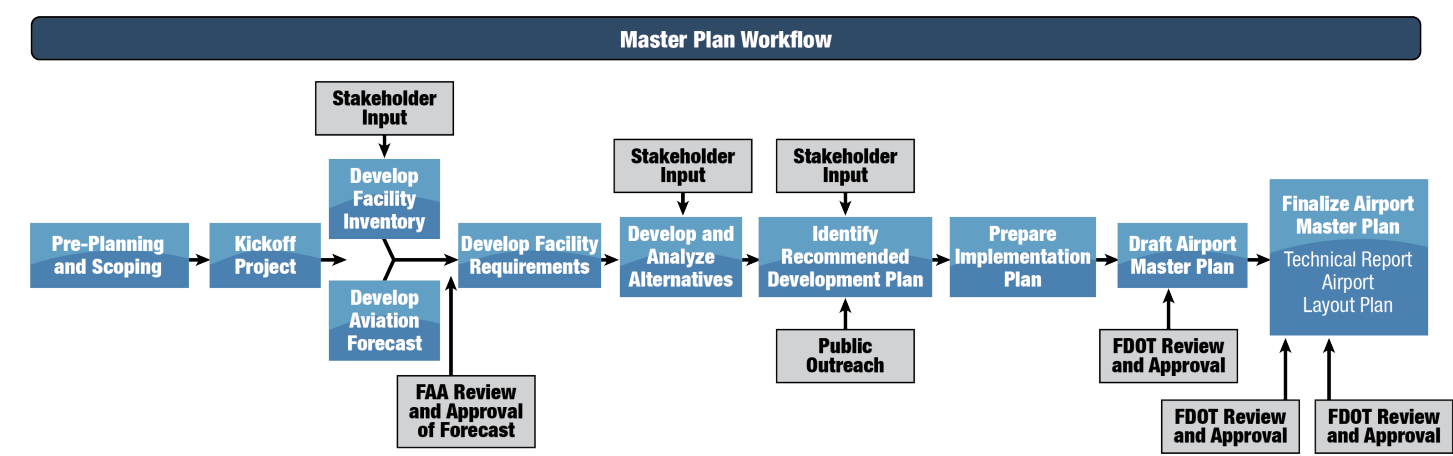 Master Plan Workflow
Stakeholder
Input
Stakeholder
Input
Stakeholder
Input
Pre-Planning
and Scoping
Kickoff
Project
Develop
Facility
Inventory
Develop
Aviation
Forecast
Develop Facility
Requirements
Develop and
Analyze
Alternatives
Identify
Recommended
Development Plan
Prepare
Implementation
Plan
Draft Airport
Master Plan
Finalize Airport
Master Plan
Technical Report
Airport
Layout Plan
FAA Review
and Approval
of Forecast
Public
Outreach
FDOT Review
and Approval
FDOT Review
and Approval
FDOT Review
and Approval